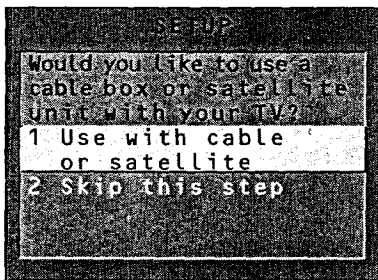 SETUP
Would you like to use a
cable box or satellite
unit with your TV?
1 Use with cable
or satellite
2 Skip this step